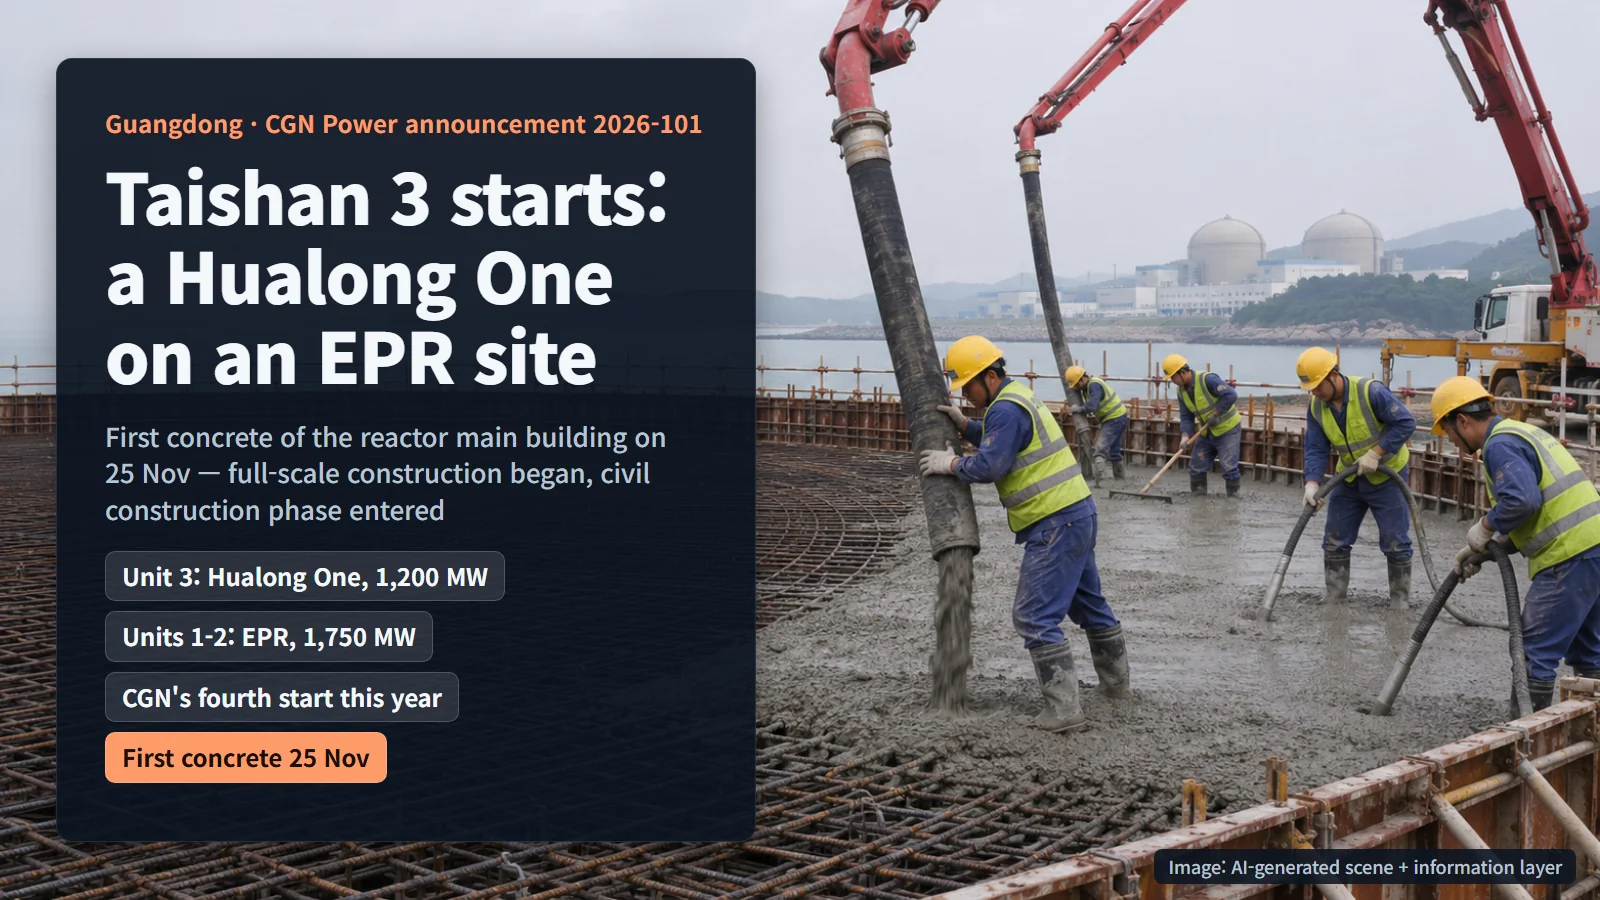 Guangdong · CGN Power announcement 2026-101
Taishan 3 starts:
a Hualong One
on an EPR site
First concrete of the reactor main building on
25 Nov — full-scale construction began, civil
construction phase entered
Unit 3: Hualong One, 1,200 MW
Units 1-2: EPR, 1,750 MW
CGN's fourth start this year
First concrete 25 Nov
Image: AI-generated scene + information layer